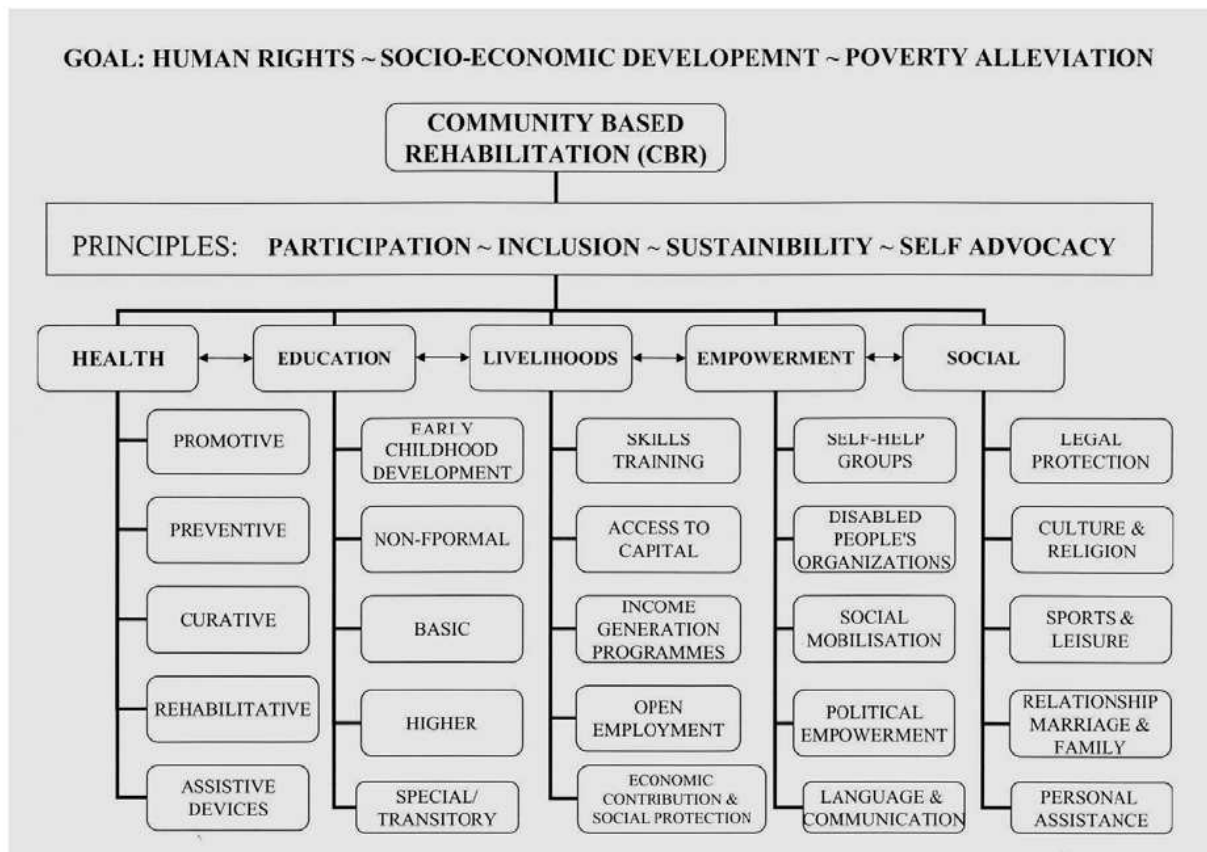 GOAL: HUMAN RIGHTS ~ SOCIO-ECONOMIC DEVELOPEMNT ~ POVERTY ALLEVIATION
COMMUNITY BASED
REHABILITATION (CBR)
PRINCIPLES: PARTICIPATION ~ INCLUSION ~ SUSTAINIBILITY ~ SELF ADVOCACY
HEALTH
EDUCATION
LIVELIHOODS
EMPOWERMENT
SOCIAL
PROMOTIVE
PREVENTIVE
CURATIVE
REHABILITATIVE
ASSISTIVE
DEVICES
EARLY
CHILDHOOD
DEVELOPMENT
NON-FPORMAL
BASIC
HIGHER
SPECIAL/
TRANSITORY
SKILLS
TRAINING
ACCESS TO
CAPITAL
INCOME
GENERATION
PROGRAMMES
OPEN
EMPLOYMENT
ECONOMIC
CONTRIBUTION &
SOCIAL PROTECTION
SELF-HELP
GROUPS
DISABLED
PEOPLE'S
ORGANIZATIONS
SOCIAL
MOBILISATION
POLITICAL
EMPOWERMENT
LANGUAGE &
COMMUNICATION
LEGAL
PROTECTION
CULTURE &
RELIGION
SPORTS &
LEISURE
RELATIONSHIP
MARRIAGE &
FAMILY
PERSONAL
ASSISTANCE